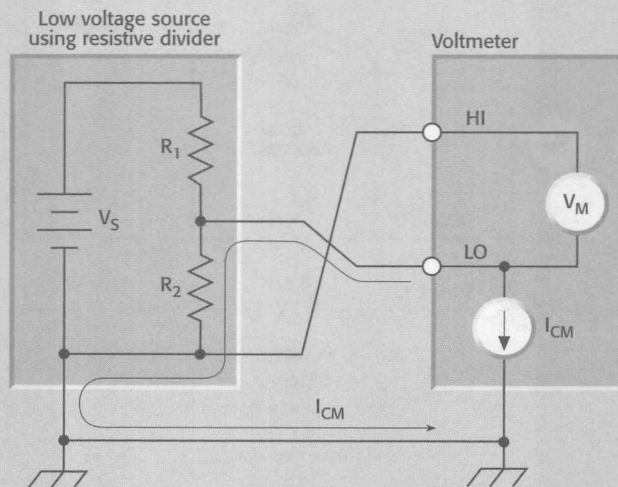 Low voltage source
using resistive divider
Voltmeter
HI
R1
VM
VS
LO
R2
ICM
ICM